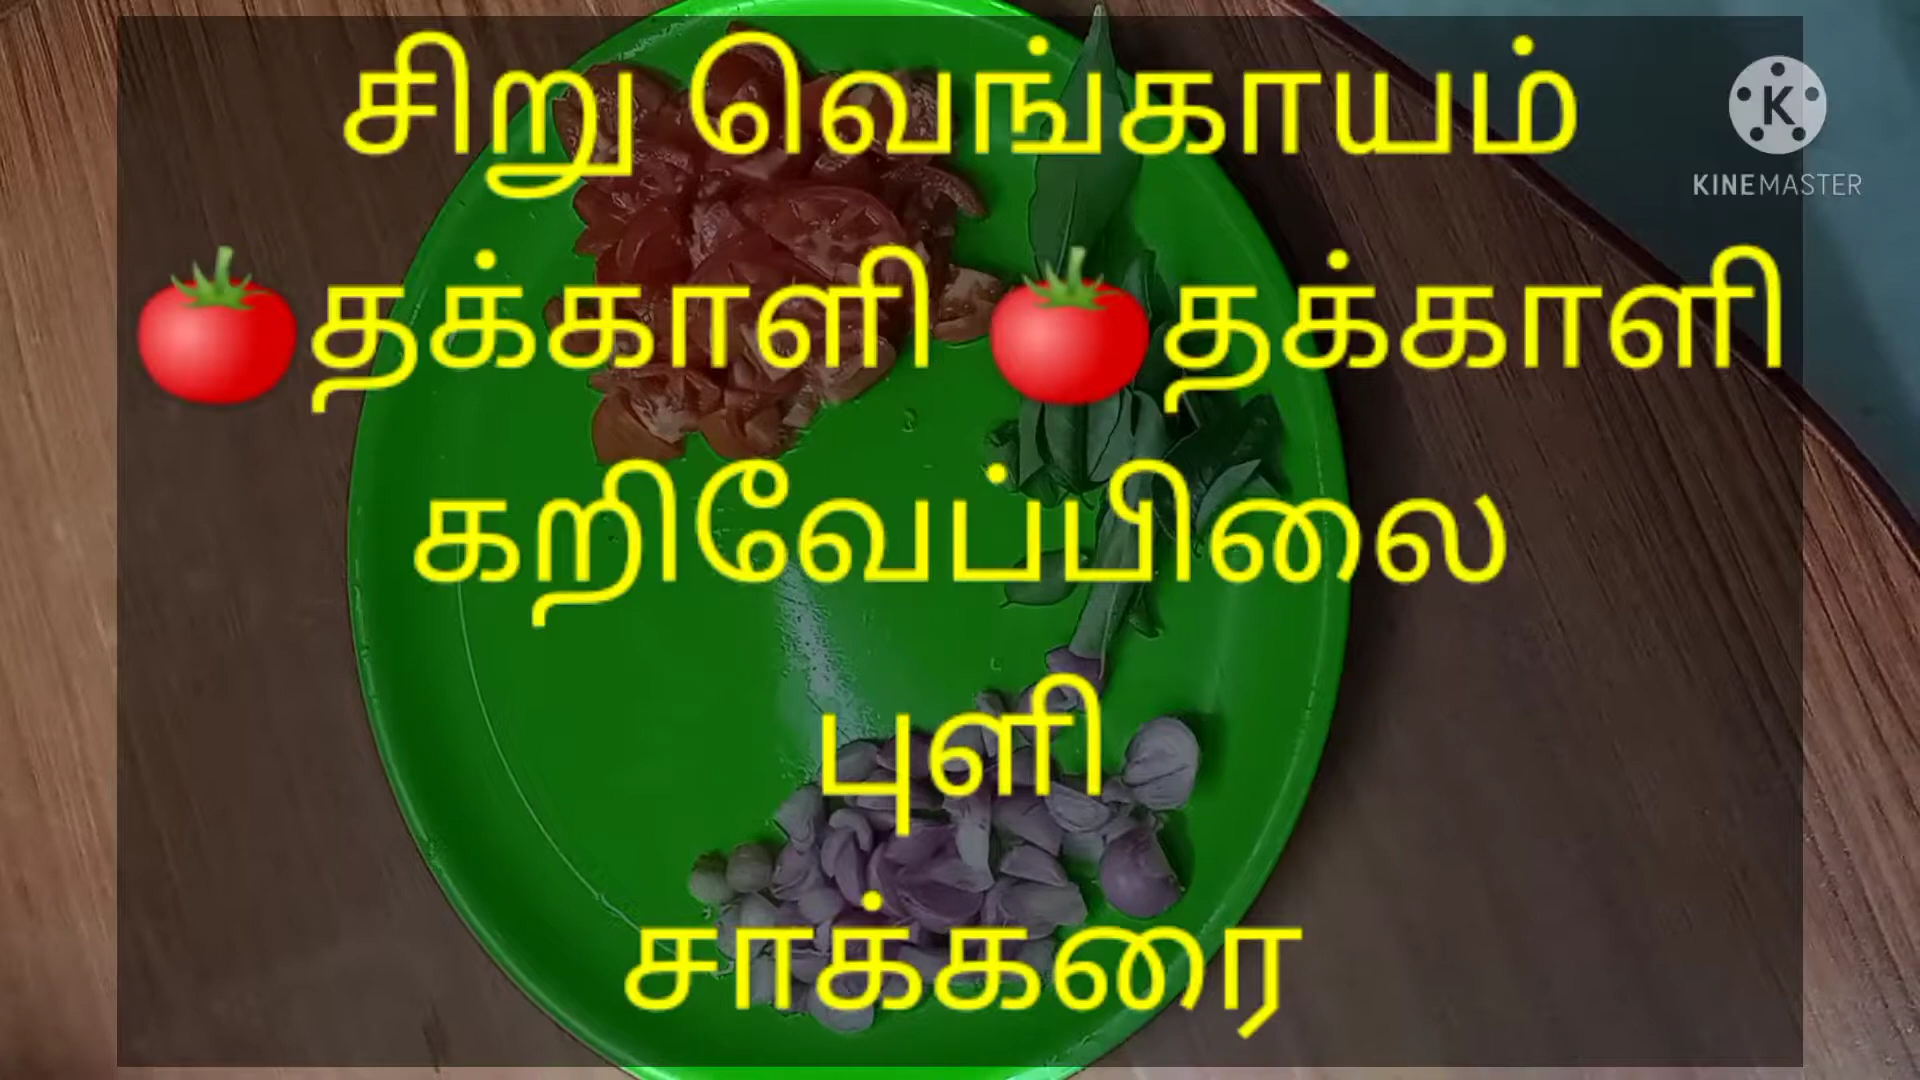 சிறு வெங்காயம்
🍅தக்காளி 🍅தக்காளி
கறிவேப்பிலை
புளி
சாக்கரை
KINEMASTER